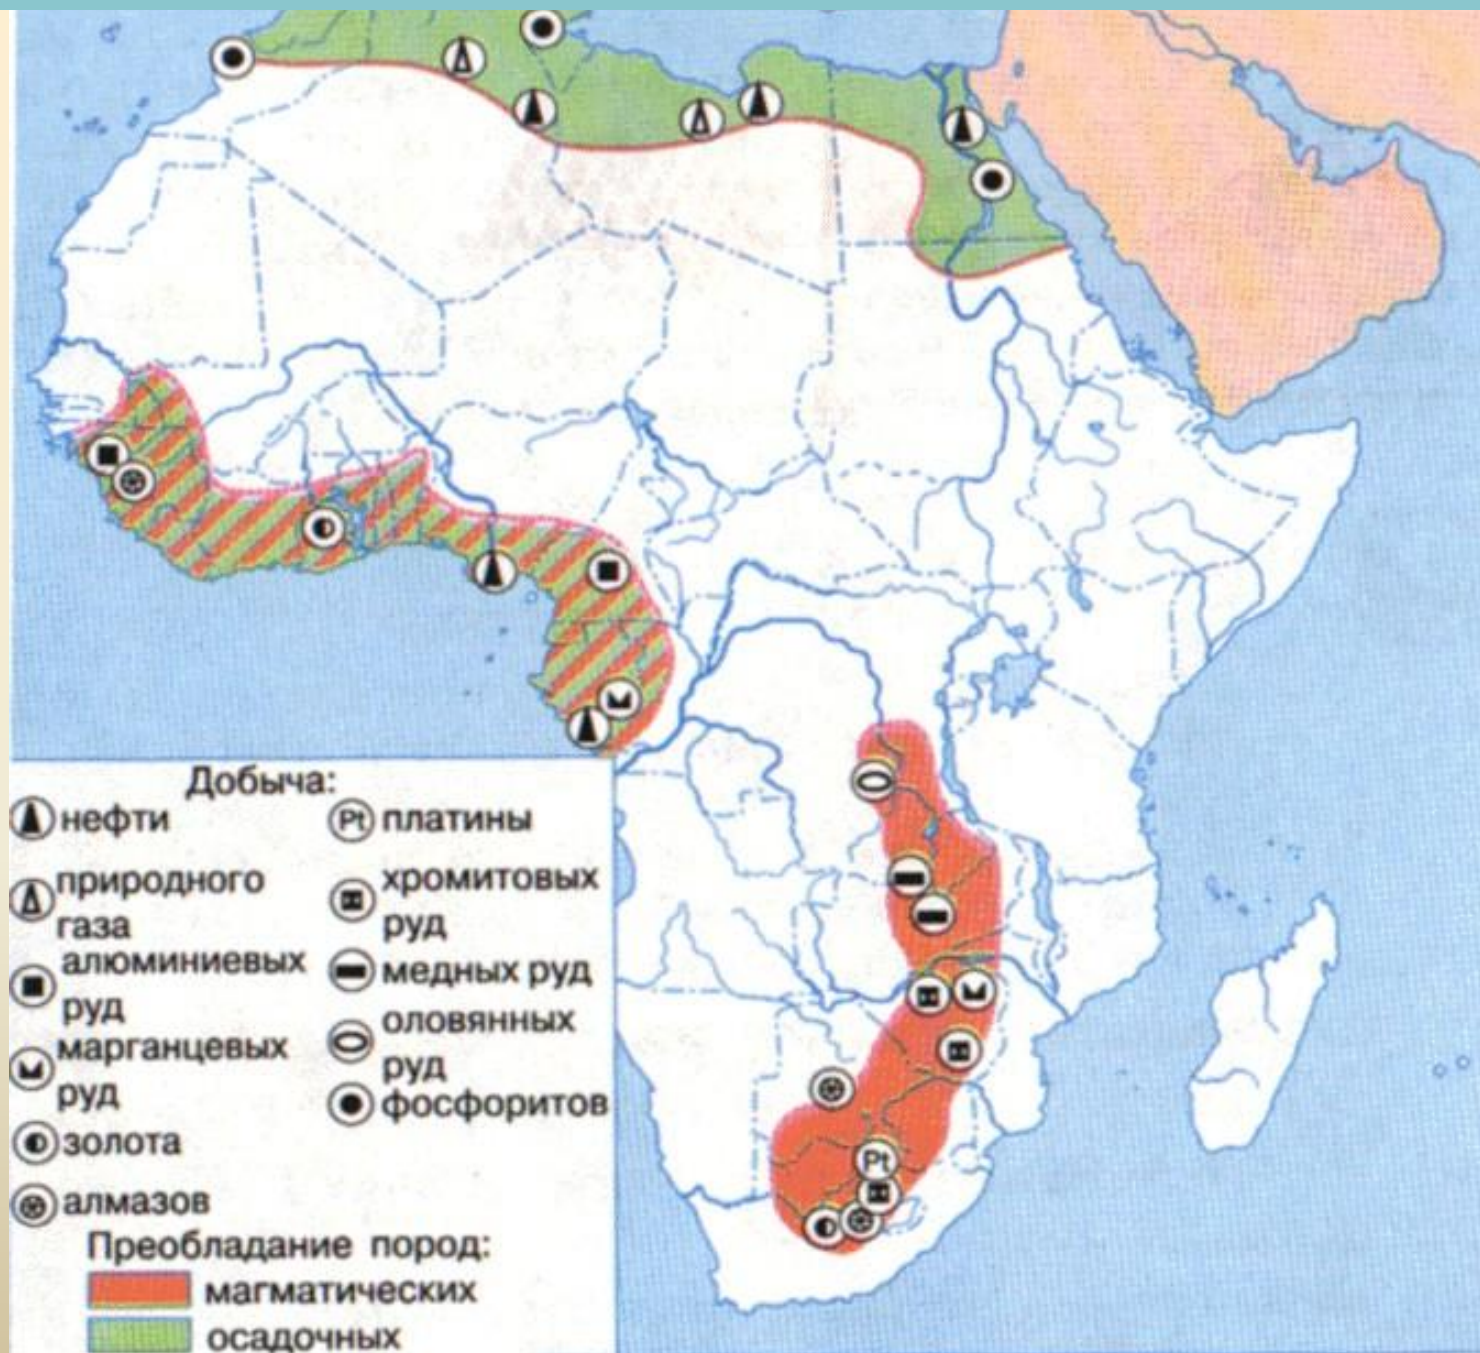 Добыча:
нефти
природного
газа
алюминиевых
руд
марганцевых
руд
золота
алмазов
Pt платины
хромитовых
руд
медных руд
оловянных
руд
фосфоритов
Преобладание пород:
магматических
осадочных
Pt